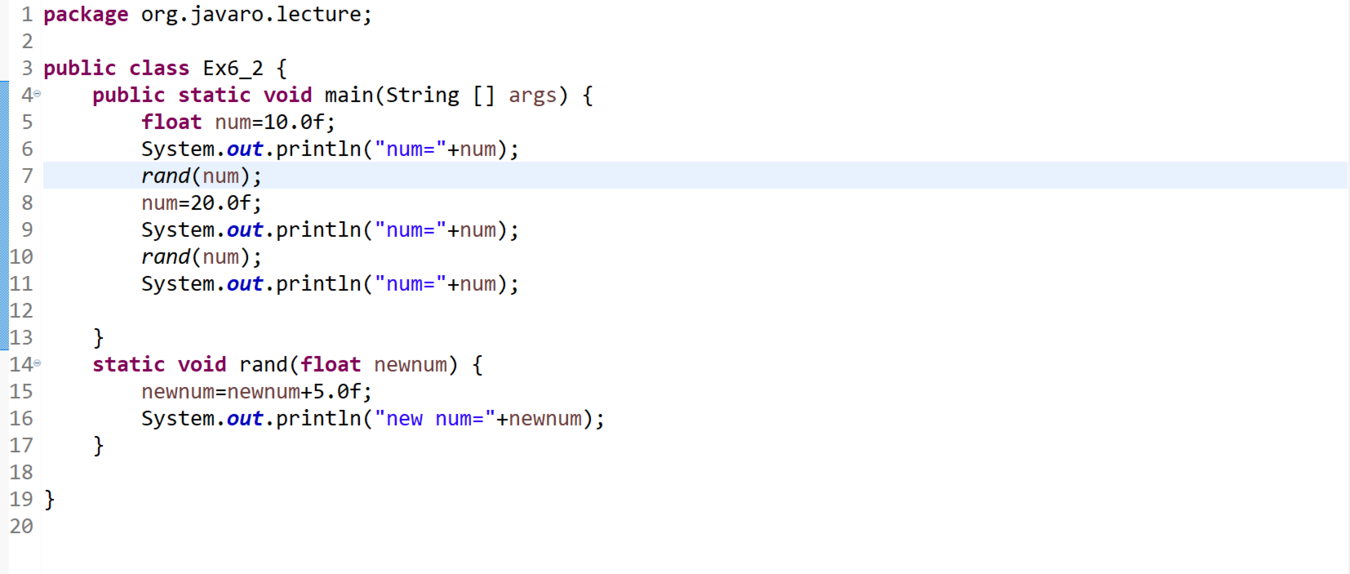 1 package org.javaro.lecture;
2
3 public class Ex6_2 {
4     public static void main(String [] args) {
5         float num=10.0f;
6         System.out.println("num="+num);
7         rand(num);
8         num=20.0f;
9         System.out.println("num="+num);
10         rand(num);
11         System.out.println("num="+num);
12
13     }
14     static void rand(float newnum) {
15         newnum=newnum+5.0f;
16         System.out.println("new num="+newnum);
17     }
18
19 }
20